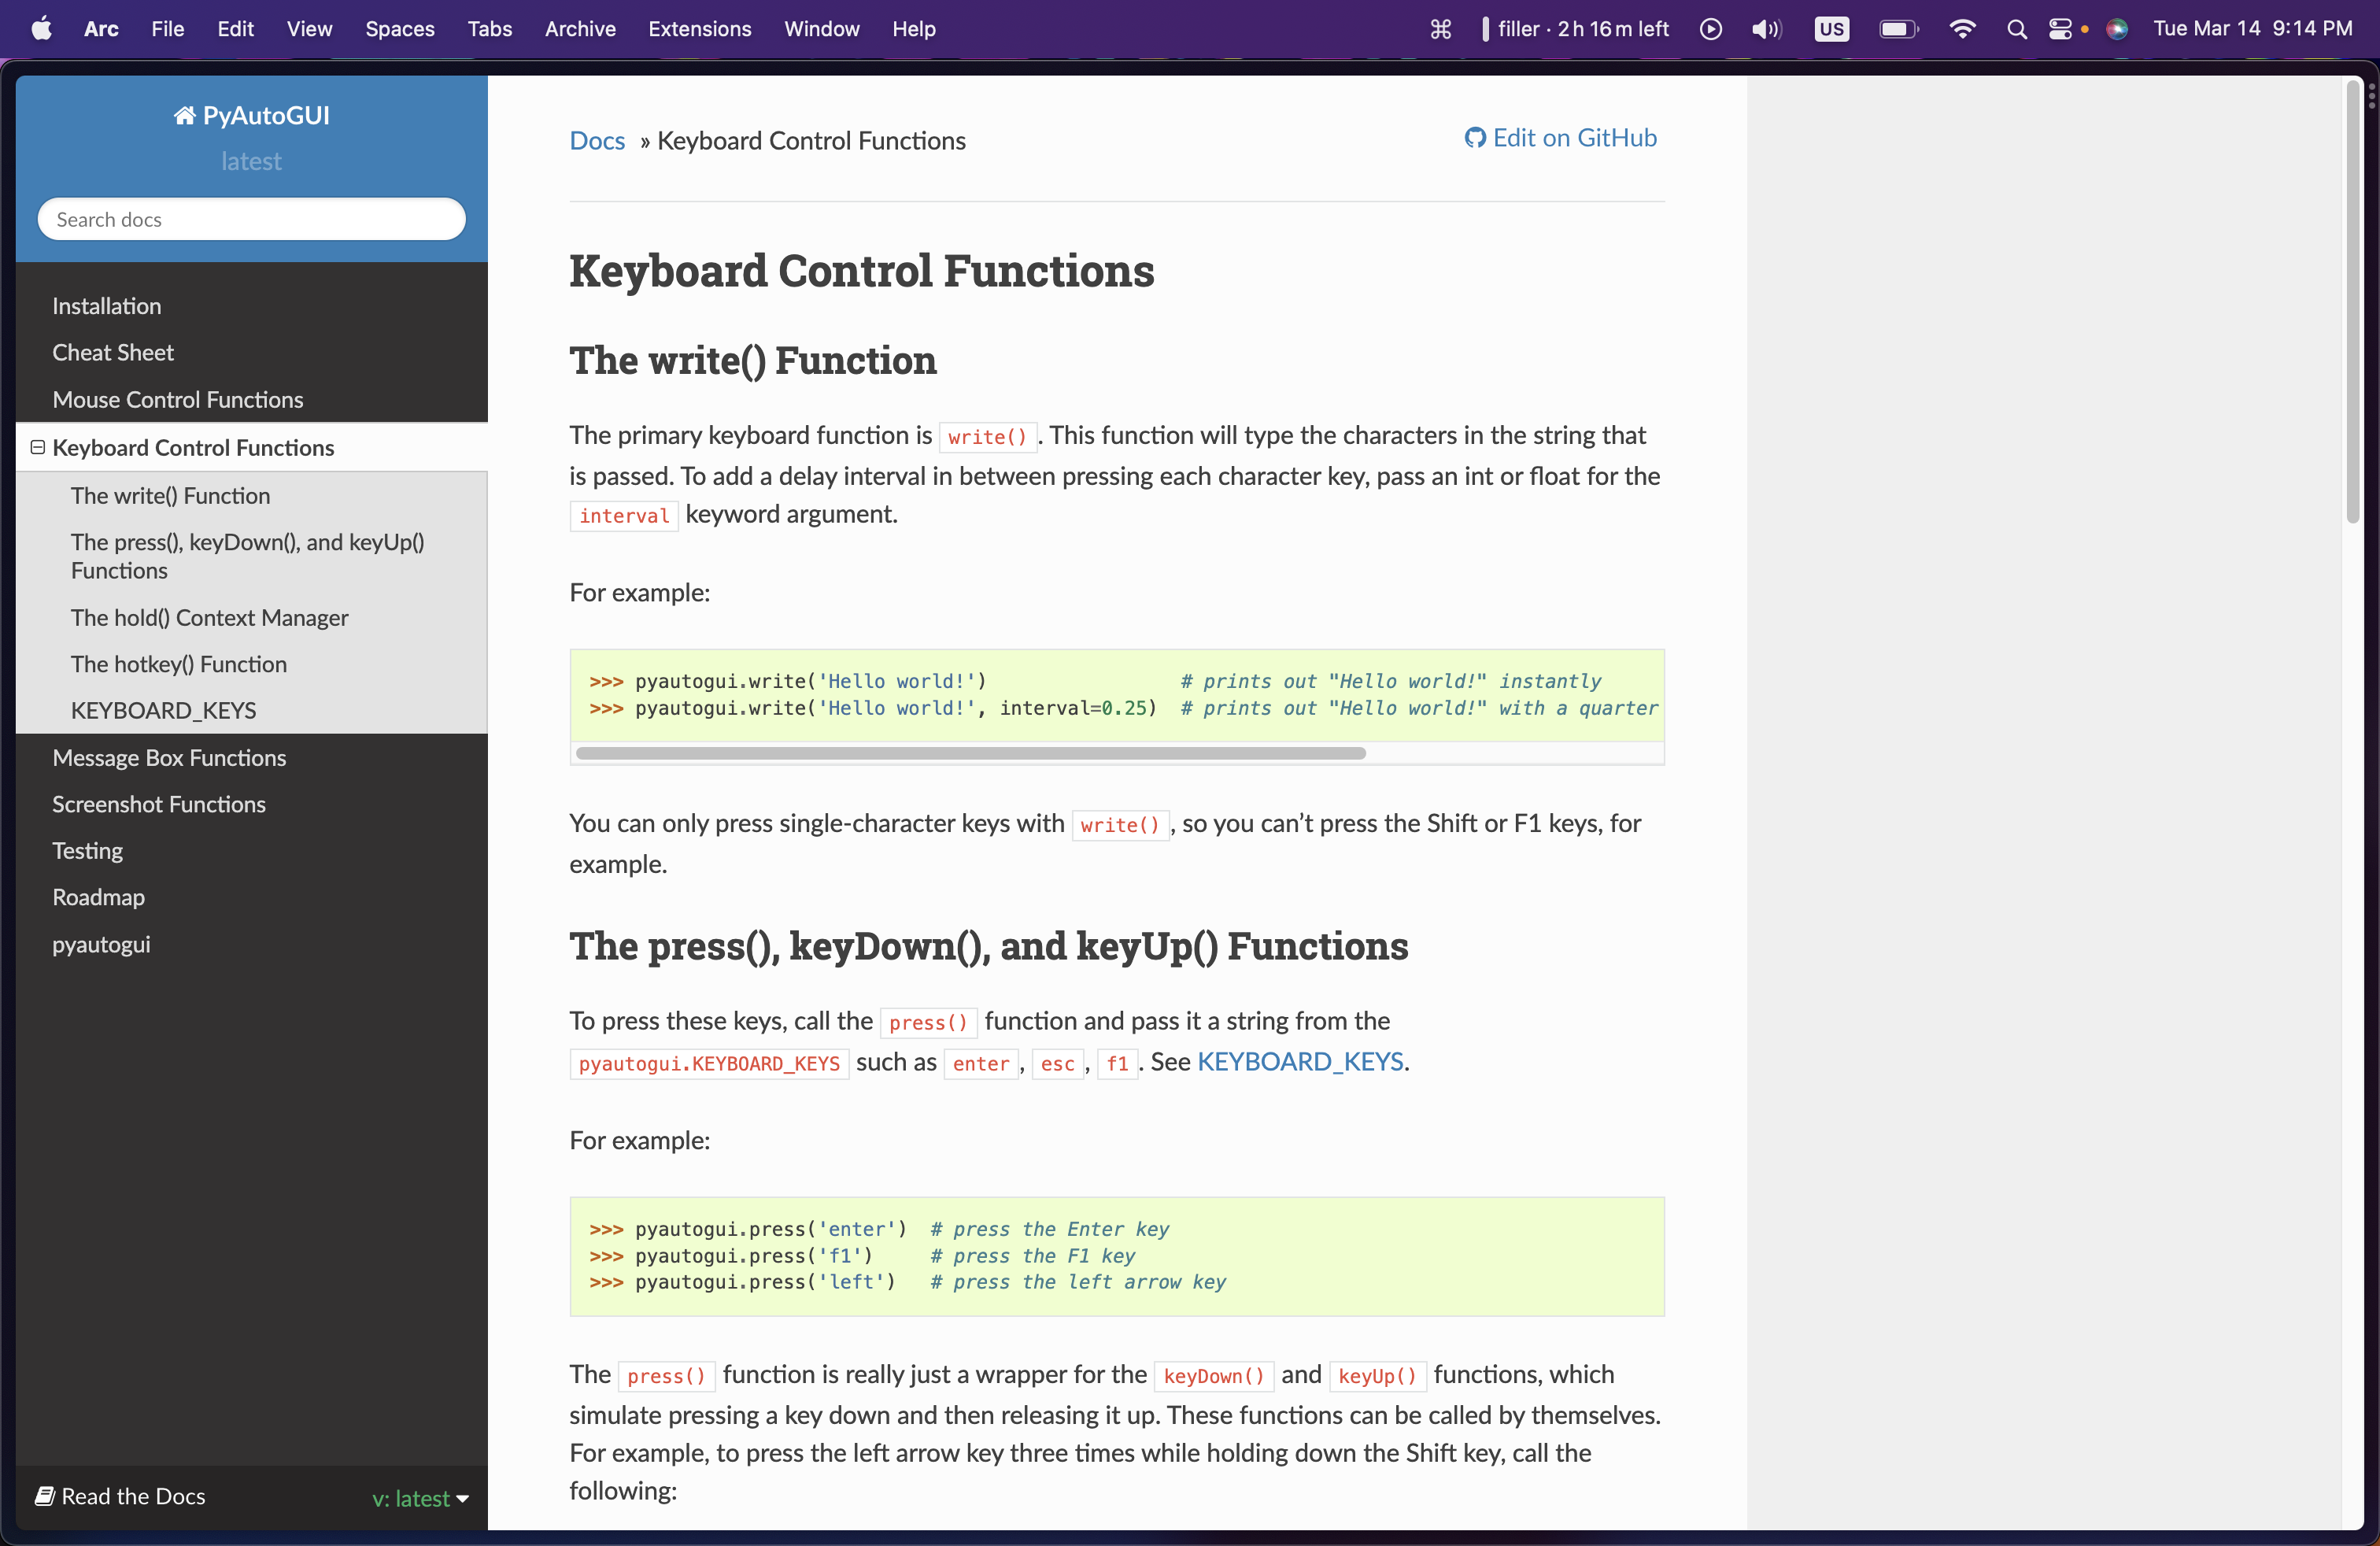 Arc File Edit View Spaces Tabs Archive Extensions Window Help
filler · 2 h 16 m left US Tue Mar 14 9:14 PM
PyAutoGUI
latest
Search docs
Installation
Cheat Sheet
Mouse Control Functions
Keyboard Control Functions
The write() Function
The press(), keyDown(), and keyUp()
Functions
The hold() Context Manager
The hotkey() Function
KEYBOARD_KEYS
Message Box Functions
Screenshot Functions
Testing
Roadmap
pyautogui
Read the Docs
v: latest
Docs » Keyboard Control Functions
Edit on GitHub
Keyboard Control Functions
The write() Function
The primary keyboard function is write(). This function will type the characters in the string that
is passed. To add a delay interval in between pressing each character key, pass an int or float for the
interval keyword argument.
For example:
>>> pyautogui.write('Hello world!')                 # prints out "Hello world!" instantly
>>> pyautogui.write('Hello world!', interval=0.25)  # prints out "Hello world!" with a quarter
You can only press single-character keys with write(), so you can’t press the Shift or F1 keys, for
example.
The press(), keyDown(), and keyUp() Functions
To press these keys, call the press() function and pass it a string from the
pyautogui.KEYBOARD_KEYS such as enter, esc, f1. See KEYBOARD_KEYS.
For example:
>>> pyautogui.press('enter')  # press the Enter key
>>> pyautogui.press('f1')     # press the F1 key
>>> pyautogui.press('left')   # press the left arrow key
The press() function is really just a wrapper for the keyDown() and keyUp() functions, which
simulate pressing a key down and then releasing it up. These functions can be called by themselves.
For example, to press the left arrow key three times while holding down the Shift key, call the
following: